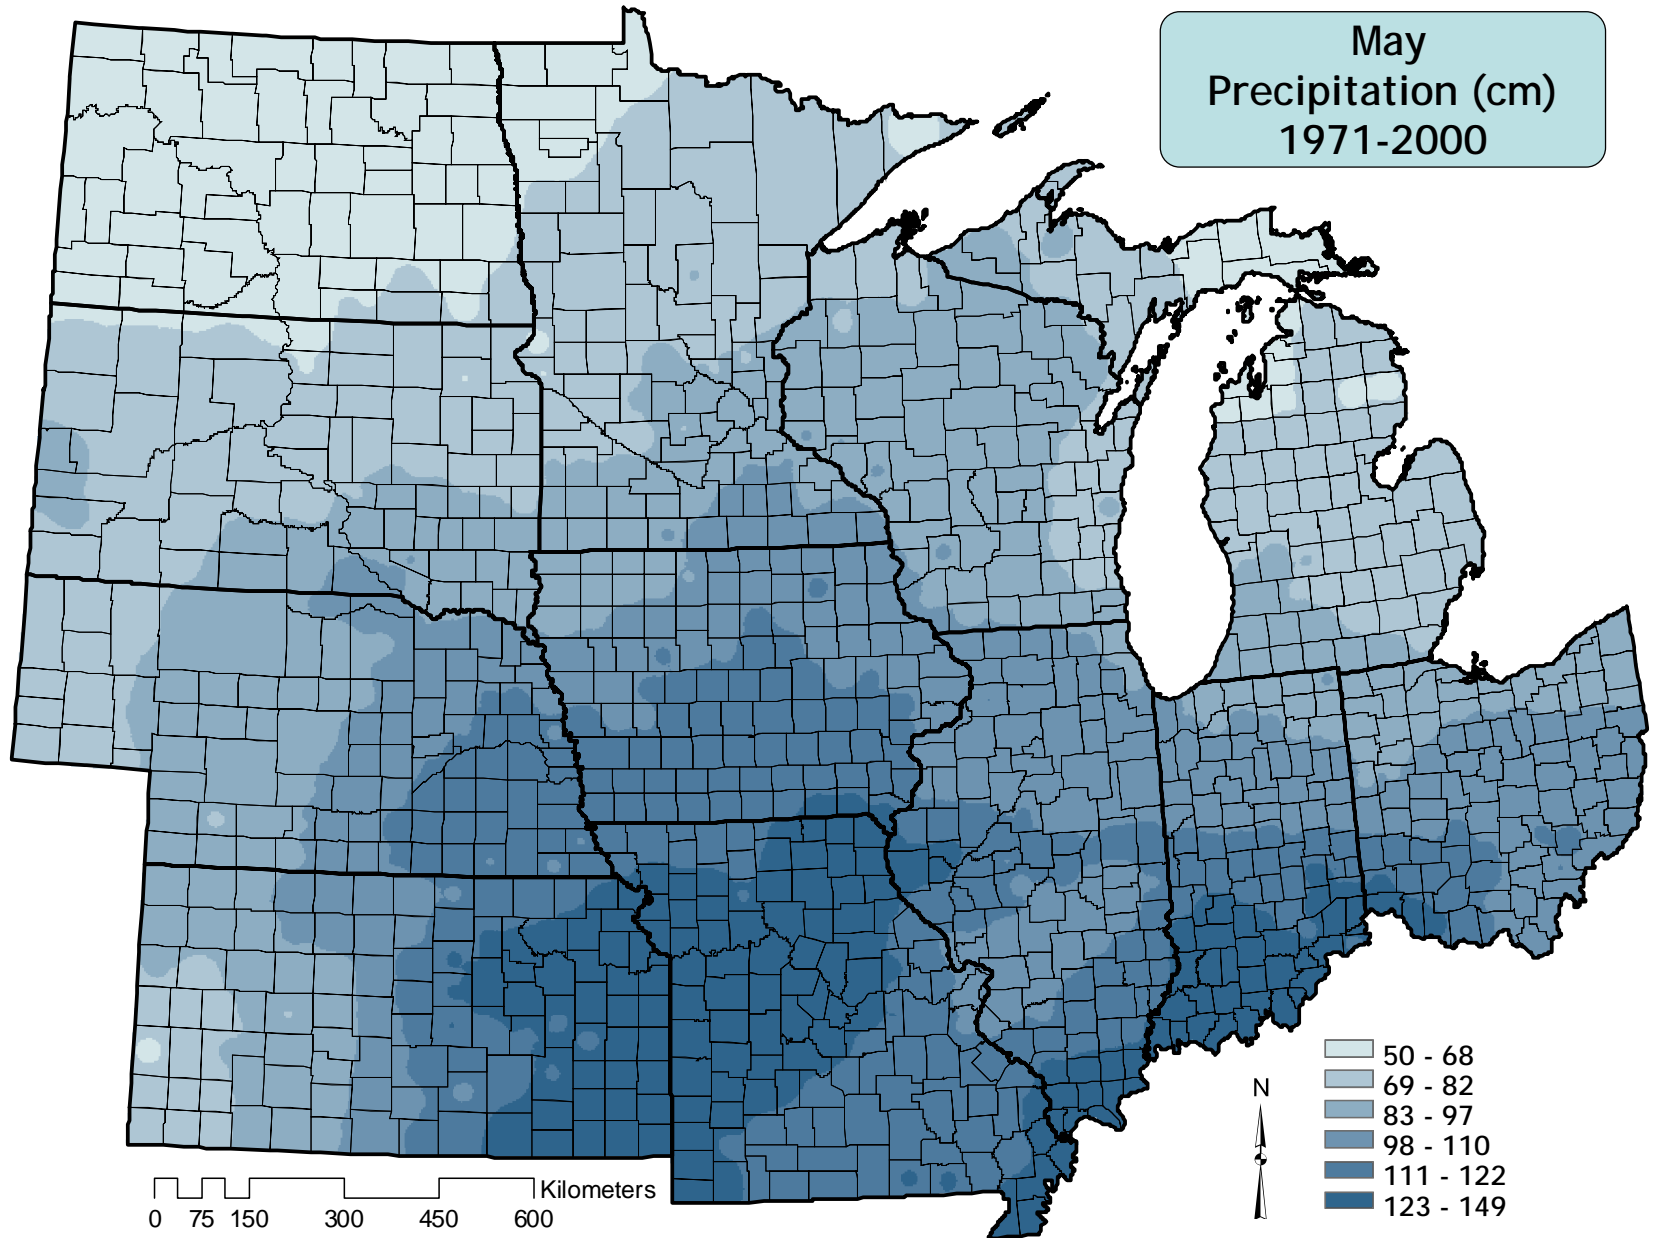 May
Precipitation (cm)
1971-2000
50 - 68
69 - 82
83 - 97
98 - 110
111 - 122
123 - 149
N
Kilometers
0 75 150 300 450 600